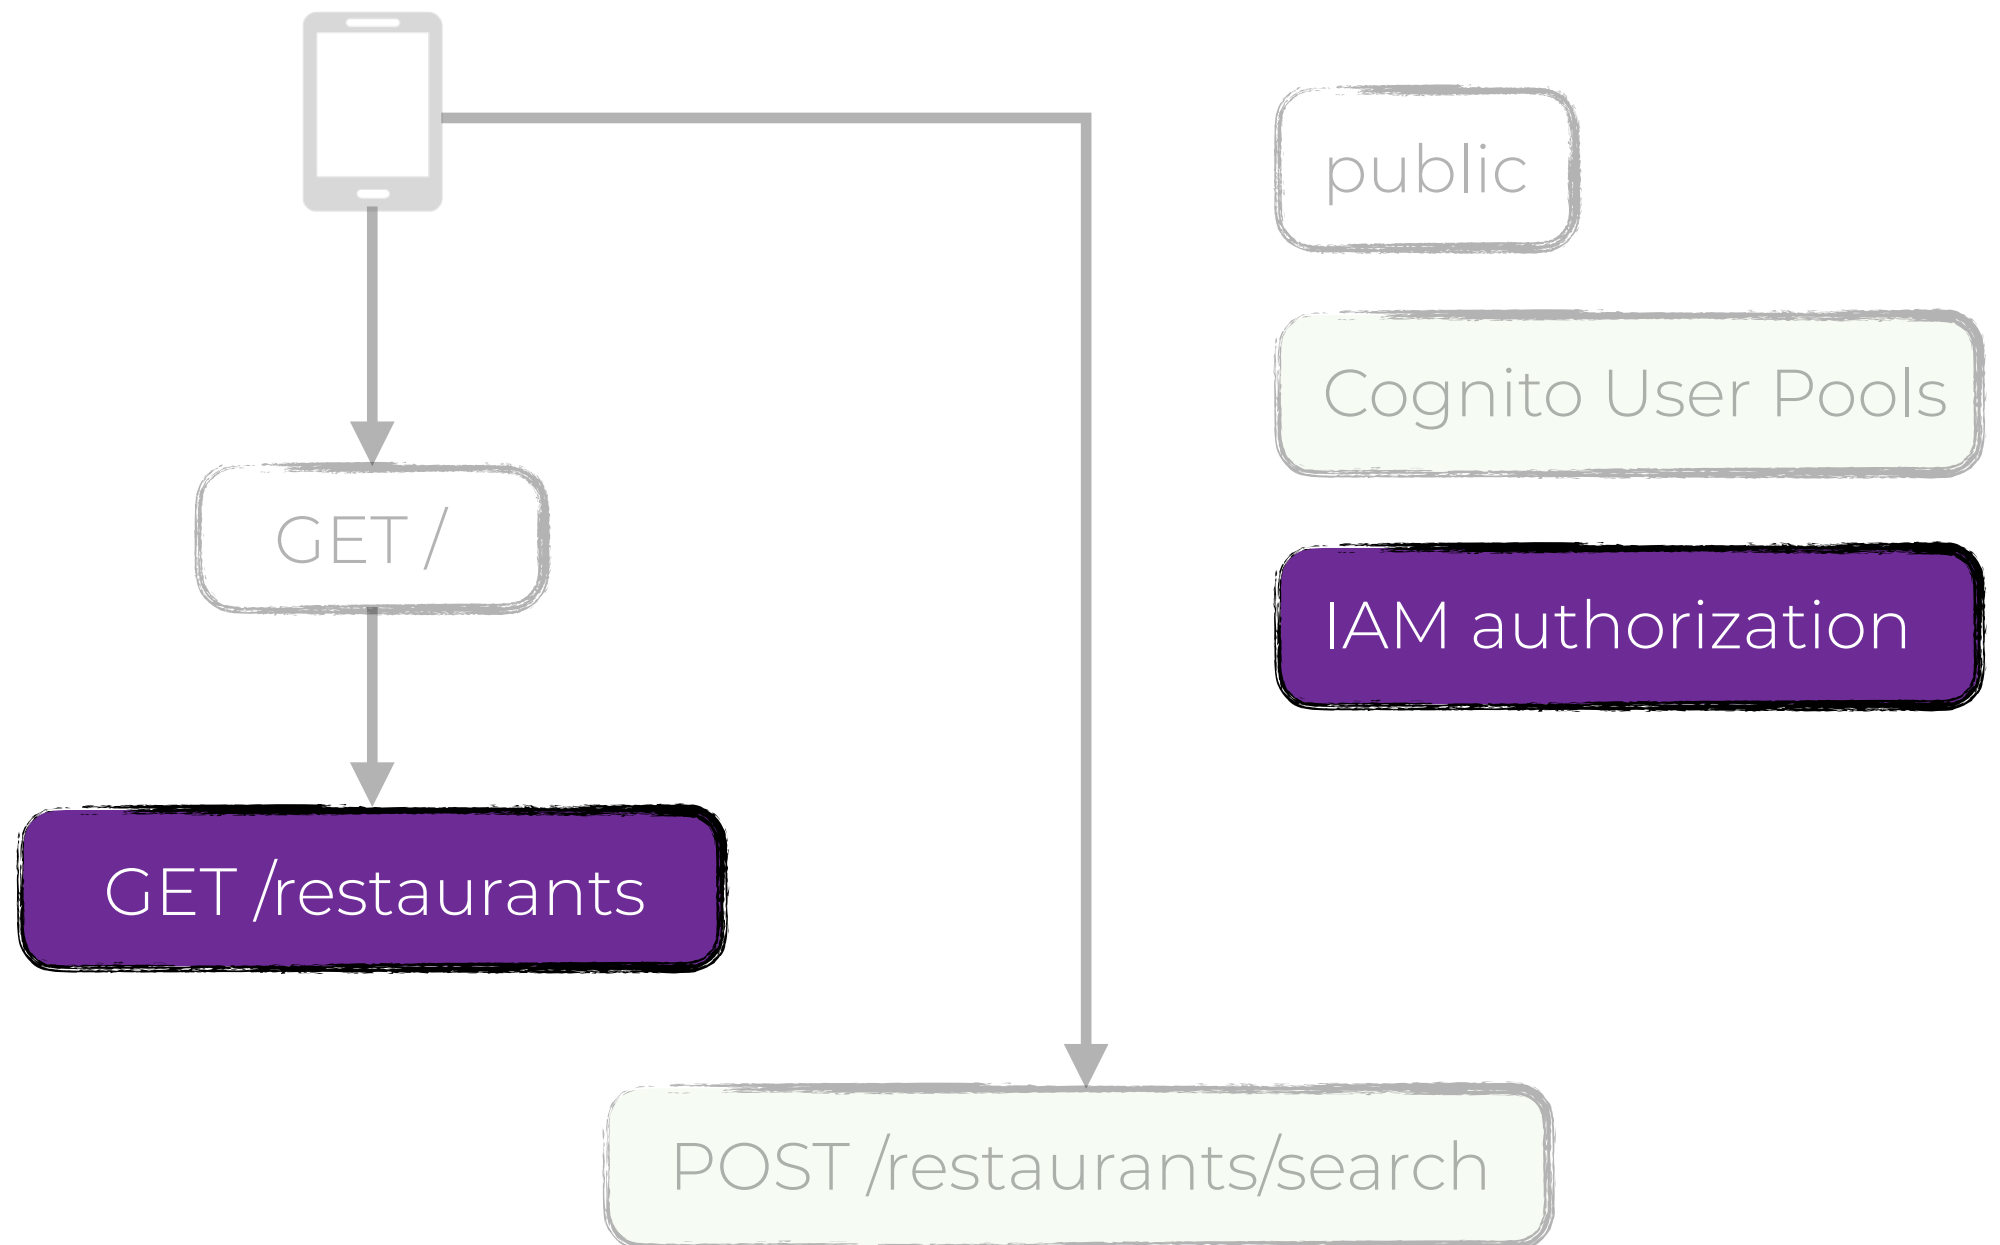 public
Cognito User Pools
GET /
IAM authorization
GET /restaurants
POST /restaurants/search